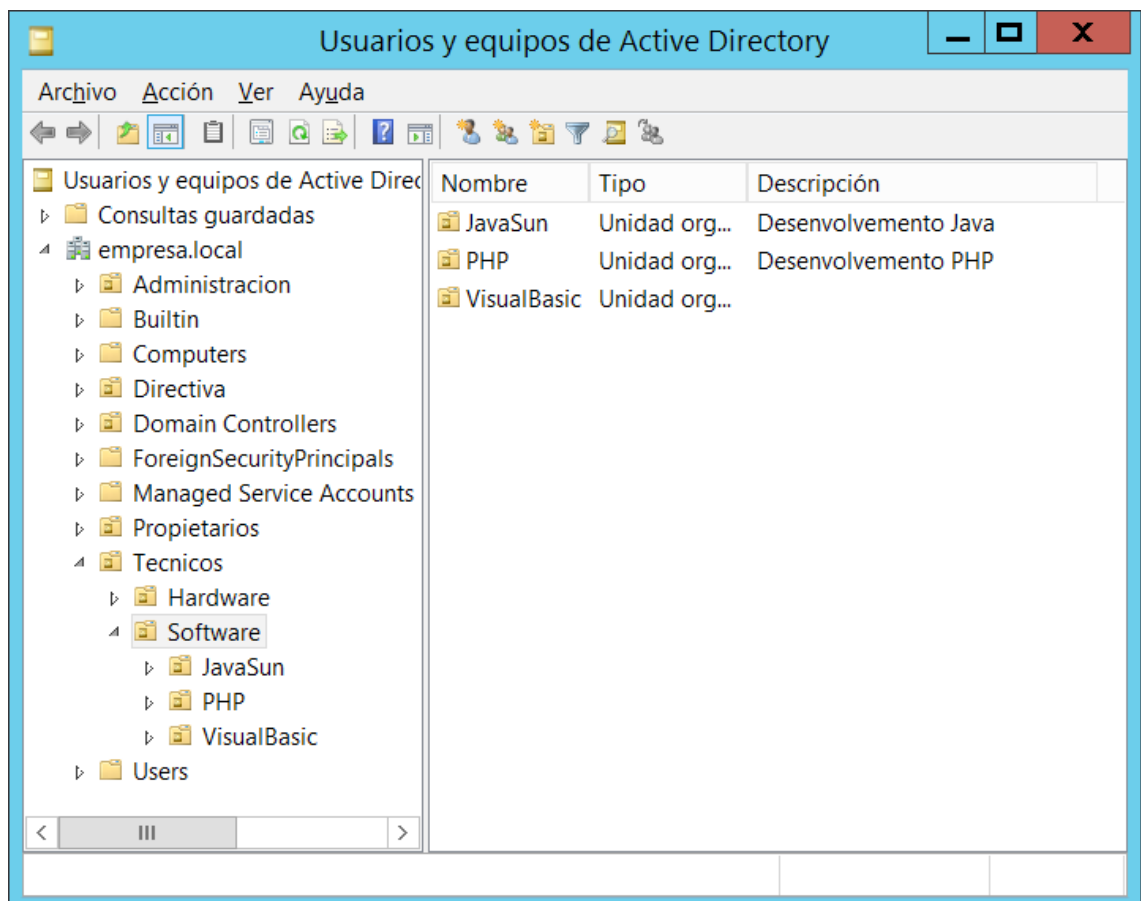 Usuarios y equipos de Active Directory
Archivo Acción Ver Ayuda
Usuarios y equipos de Active Direc
Consultas guardadas
empresa.local
Administracion
Builtin
Computers
Directiva
Domain Controllers
ForeignSecurityPrincipals
Managed Service Accounts
Propietarios
Tecnicos
Hardware
Software
JavaSun
PHP
VisualBasic
Users
Nombre Tipo Descripción
JavaSun Unidad org... Desenvolvemento Java
PHP Unidad org... Desenvolvemento PHP
VisualBasic Unidad org...